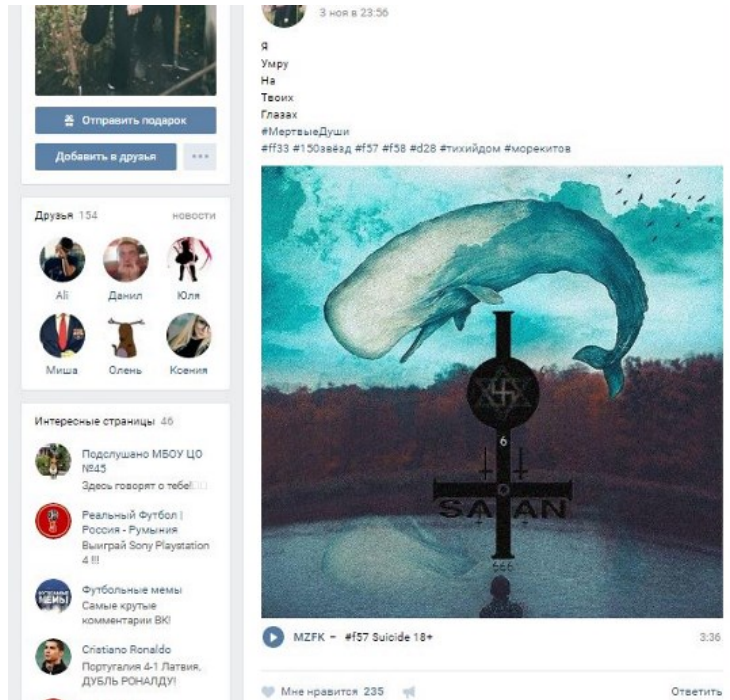 Отправить подарок
Добавить в друзья
Друзья 154
новости
Ali
Данил
Юля
Миша
Олень
Ксения
Интересные страницы 46
Подслушано МБОУ ЦО
№45
Здесь говорят о тебе!
Реальный Футбол |
Россия - Румыния
Выиграй Sony Playstation
4 !!!
Футбольные мемы
Самые крутые
комментарии ВК!
Cristiano Ronaldo
Португалия 4-1 Латвия,
ДУБЛЬ РОНАЛДУ!
3 ноя в 23:56
Я
Умру
На
Твоих
Глазах
#МертвыеДуши
#ff33 #150звёзд #f57 #f58 #d28 #тихийдом #морекитов
6
SATAN
666
MZFK – #f57 Suicide 18+
3:36
Мне нравится 235
Ответить